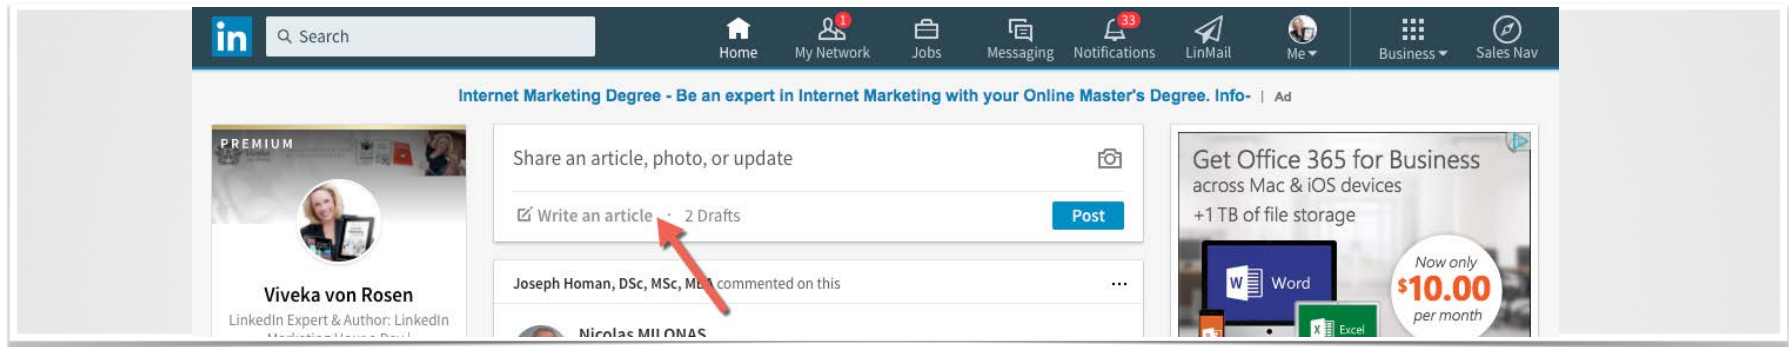 in
Search
Home
My Network
1
Jobs
Messaging
Notifications
33
LinMail
Me
Business
Sales Nav
Internet Marketing Degree - Be an expert in Internet Marketing with your Online Master's Degree. Info- | Ad
PREMIUM
Viveka von Rosen
LinkedIn Expert & Author: LinkedIn
Share an article, photo, or update
Write an article · 2 Drafts
Post
Joseph Homan, DSc, MSc, MBA commented on this
...
Nicolas MILONAS
Get Office 365 for Business
across Mac & iOS devices
+1 TB of file storage
W
Word
X
Excel
Now only
$10.00
per month